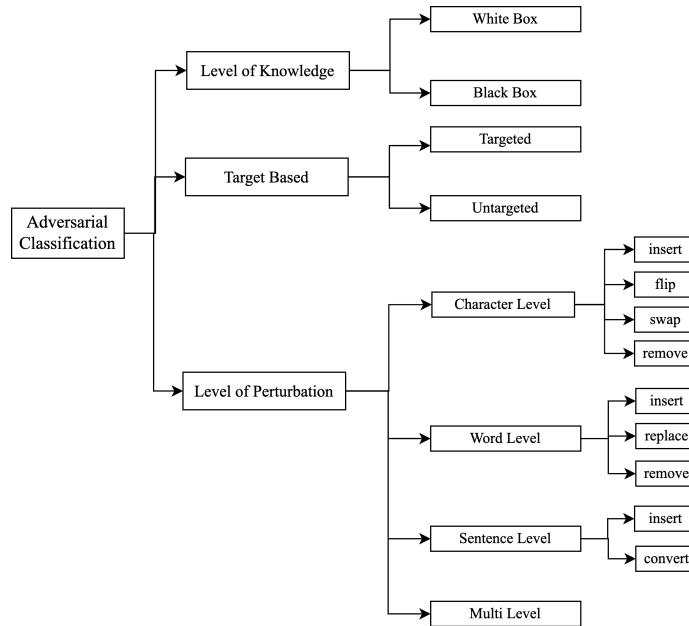 White Box
Level of Knowledge
Black Box
Targeted
Target Based
Untargeted
Adversarial
Classification
insert
flip
Character Level
swap
remove
Level of Perturbation
insert
Word Level
replace
remove
insert
Sentence Level
convert
Multi Level